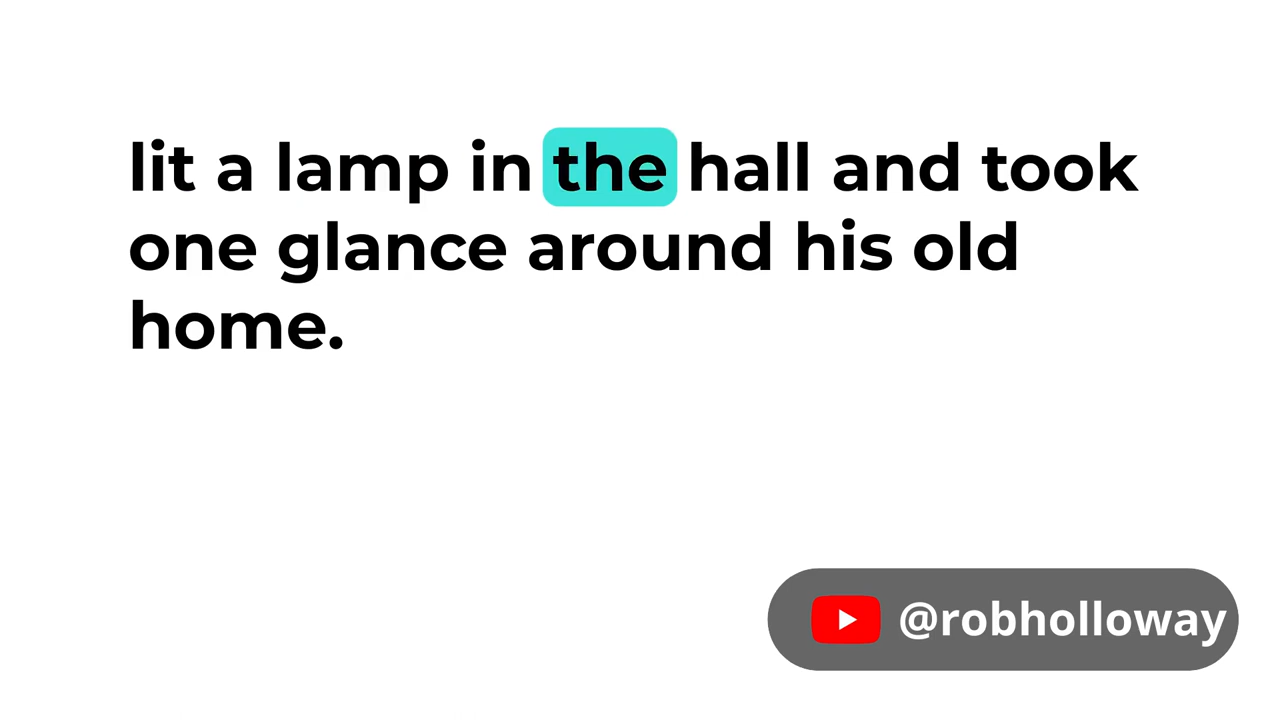 lit a lamp in the hall and took
one glance around his old
home.
@robholloway